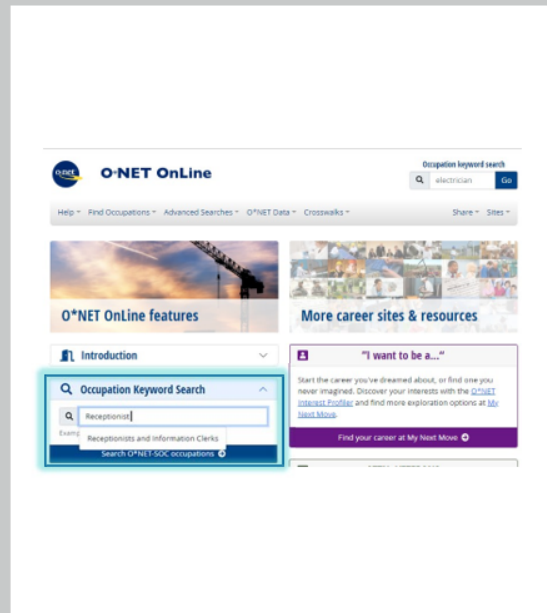 o·net
O*NET OnLine
Occupation keyword search
electrician
Go
Help
Find Occupations
Advanced Searches
O*NET Data
Crosswalks
Share
Sites
O*NET OnLine features
More career sites & resources
Introduction
Occupation Keyword Search
Receptionist
Examp
Receptionists and Information Clerks
Search O*NET-SOC occupations
"I want to be a..."
Start the career you've dreamed about, or find one you
never imagined. Discover your interests with the O*NET
Interest Profiler and find more exploration options at My
Next Move.
Find your career at My Next Move